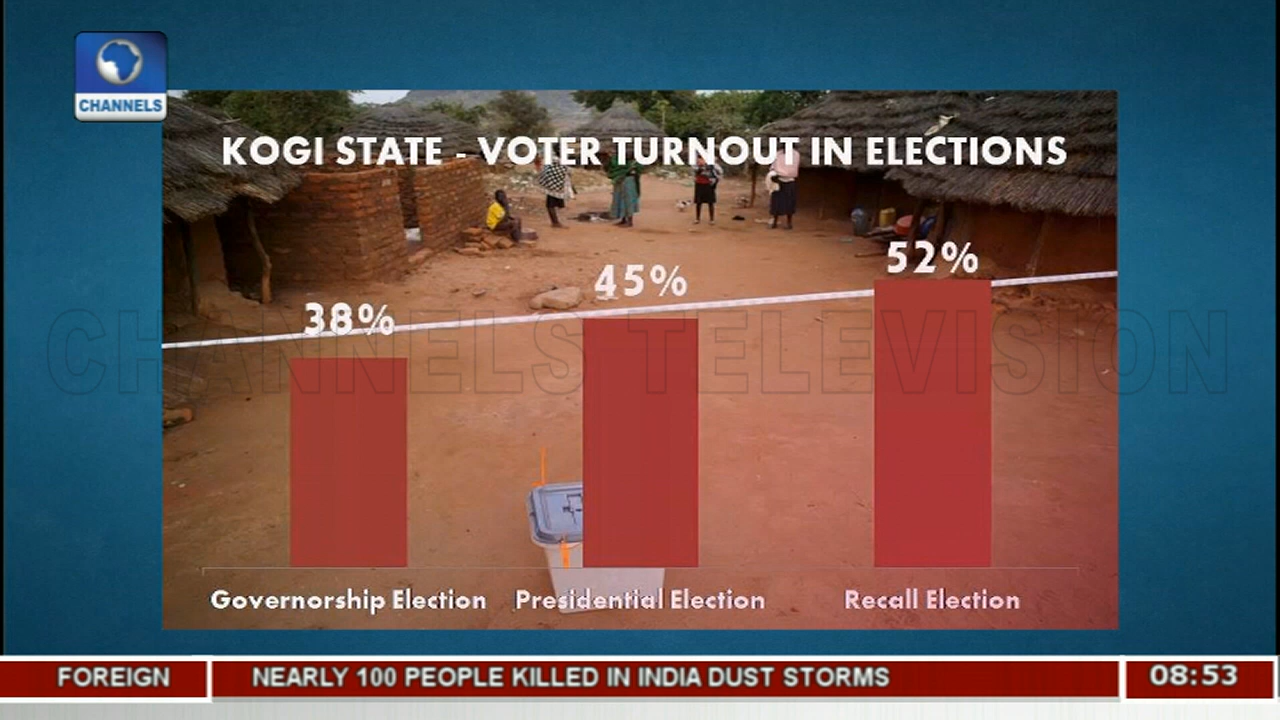 CHANNELS
KOGI STATE - VOTER TURNOUT IN ELECTIONS
38%
45%
52%
CHANNELS TELEVISION
Governorship Election
Presidential Election
Recall Election
FOREIGN
NEARLY 100 PEOPLE KILLED IN INDIA DUST STORMS
08:53